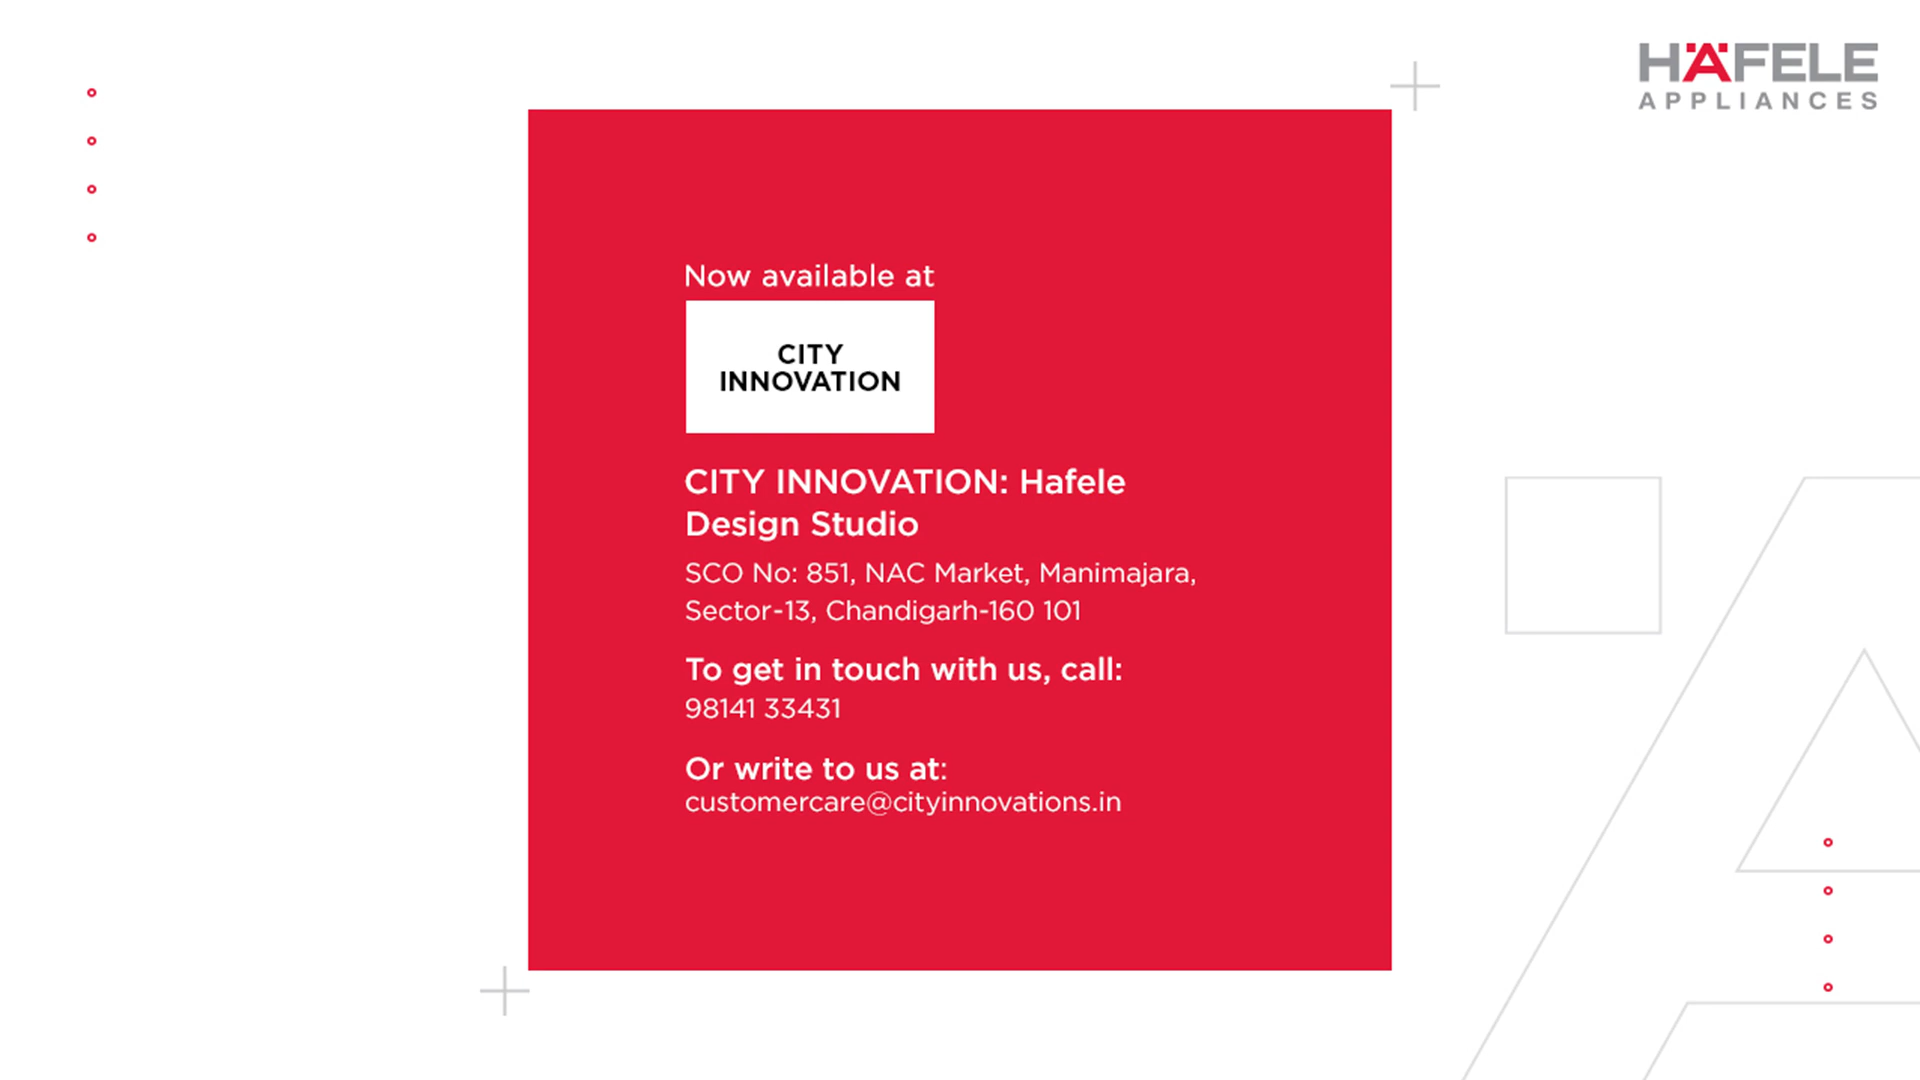 HÄFELE
APPLIANCES
Now available at
CITY
INNOVATION
CITY INNOVATION: Hafele
Design Studio
SCO No: 851, NAC Market, Manimajara,
Sector-13, Chandigarh-160 101
To get in touch with us, call:
98141 33431
Or write to us at:
customercare@cityinnovations.in